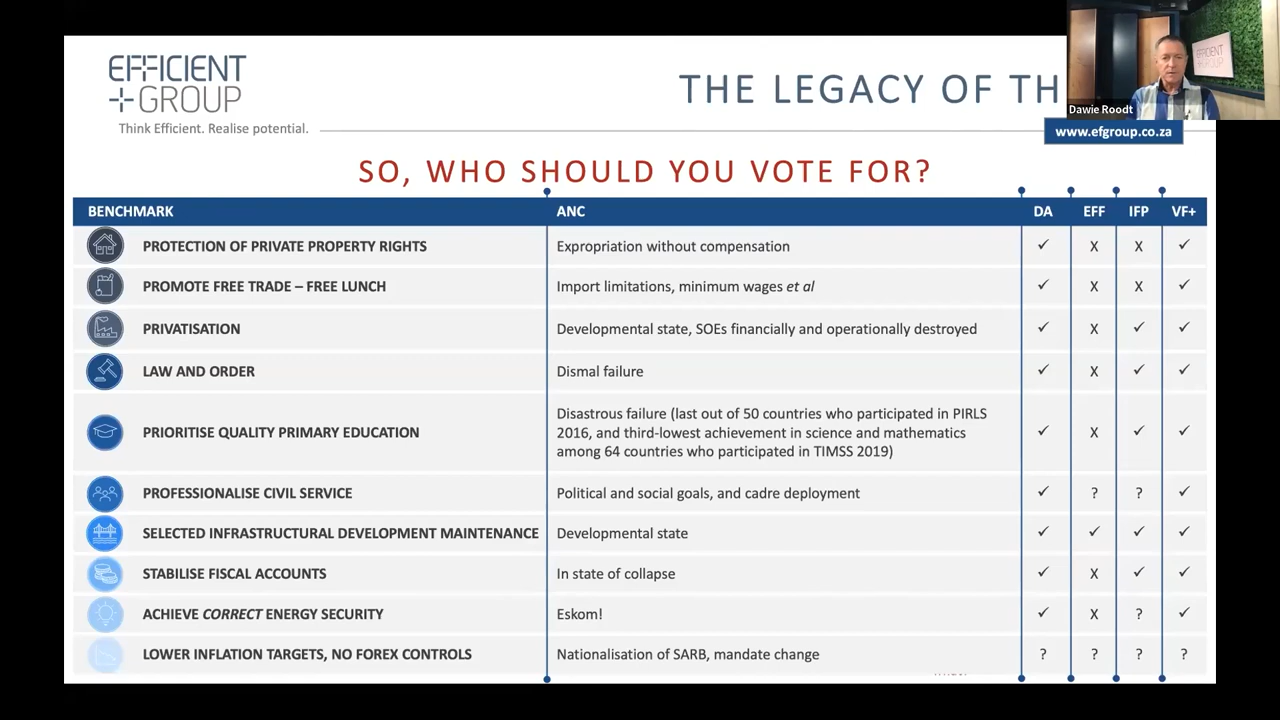 EFFICIENT
GROUP
Think Efficient. Realise potential.
THE LEGACY OF TH
Dawie Roodt
EFFICIENT
GROUP
www.efgroup.co.za
SO, WHO SHOULD YOU VOTE FOR?
BENCHMARK ANC DA EFF IFP VF+
PROTECTION OF PRIVATE PROPERTY RIGHTS Expropriation without compensation ✓ X X ✓
PROMOTE FREE TRADE – FREE LUNCH Import limitations, minimum wages et al ✓ X X ✓
PRIVATISATION Developmental state, SOEs financially and operationally destroyed ✓ X ✓ ✓
LAW AND ORDER Dismal failure ✓ X ✓ ✓
PRIORITISE QUALITY PRIMARY EDUCATION Disastrous failure (last out of 50 countries who participated in PIRLS
2016, and third-lowest achievement in science and mathematics
among 64 countries who participated in TIMSS 2019) ✓ X ✓ ✓
PROFESSIONALISE CIVIL SERVICE Political and social goals, and cadre deployment ✓ ? ? ✓
SELECTED INFRASTRUCTURAL DEVELOPMENT MAINTENANCE Developmental state ✓ ✓ ✓ ✓
STABILISE FISCAL ACCOUNTS In state of collapse ✓ X ✓ ✓
ACHIEVE CORRECT ENERGY SECURITY Eskom! ✓ X ? ✓
LOWER INFLATION TARGETS, NO FOREX CONTROLS Nationalisation of SARB, mandate change ? ? ? ?